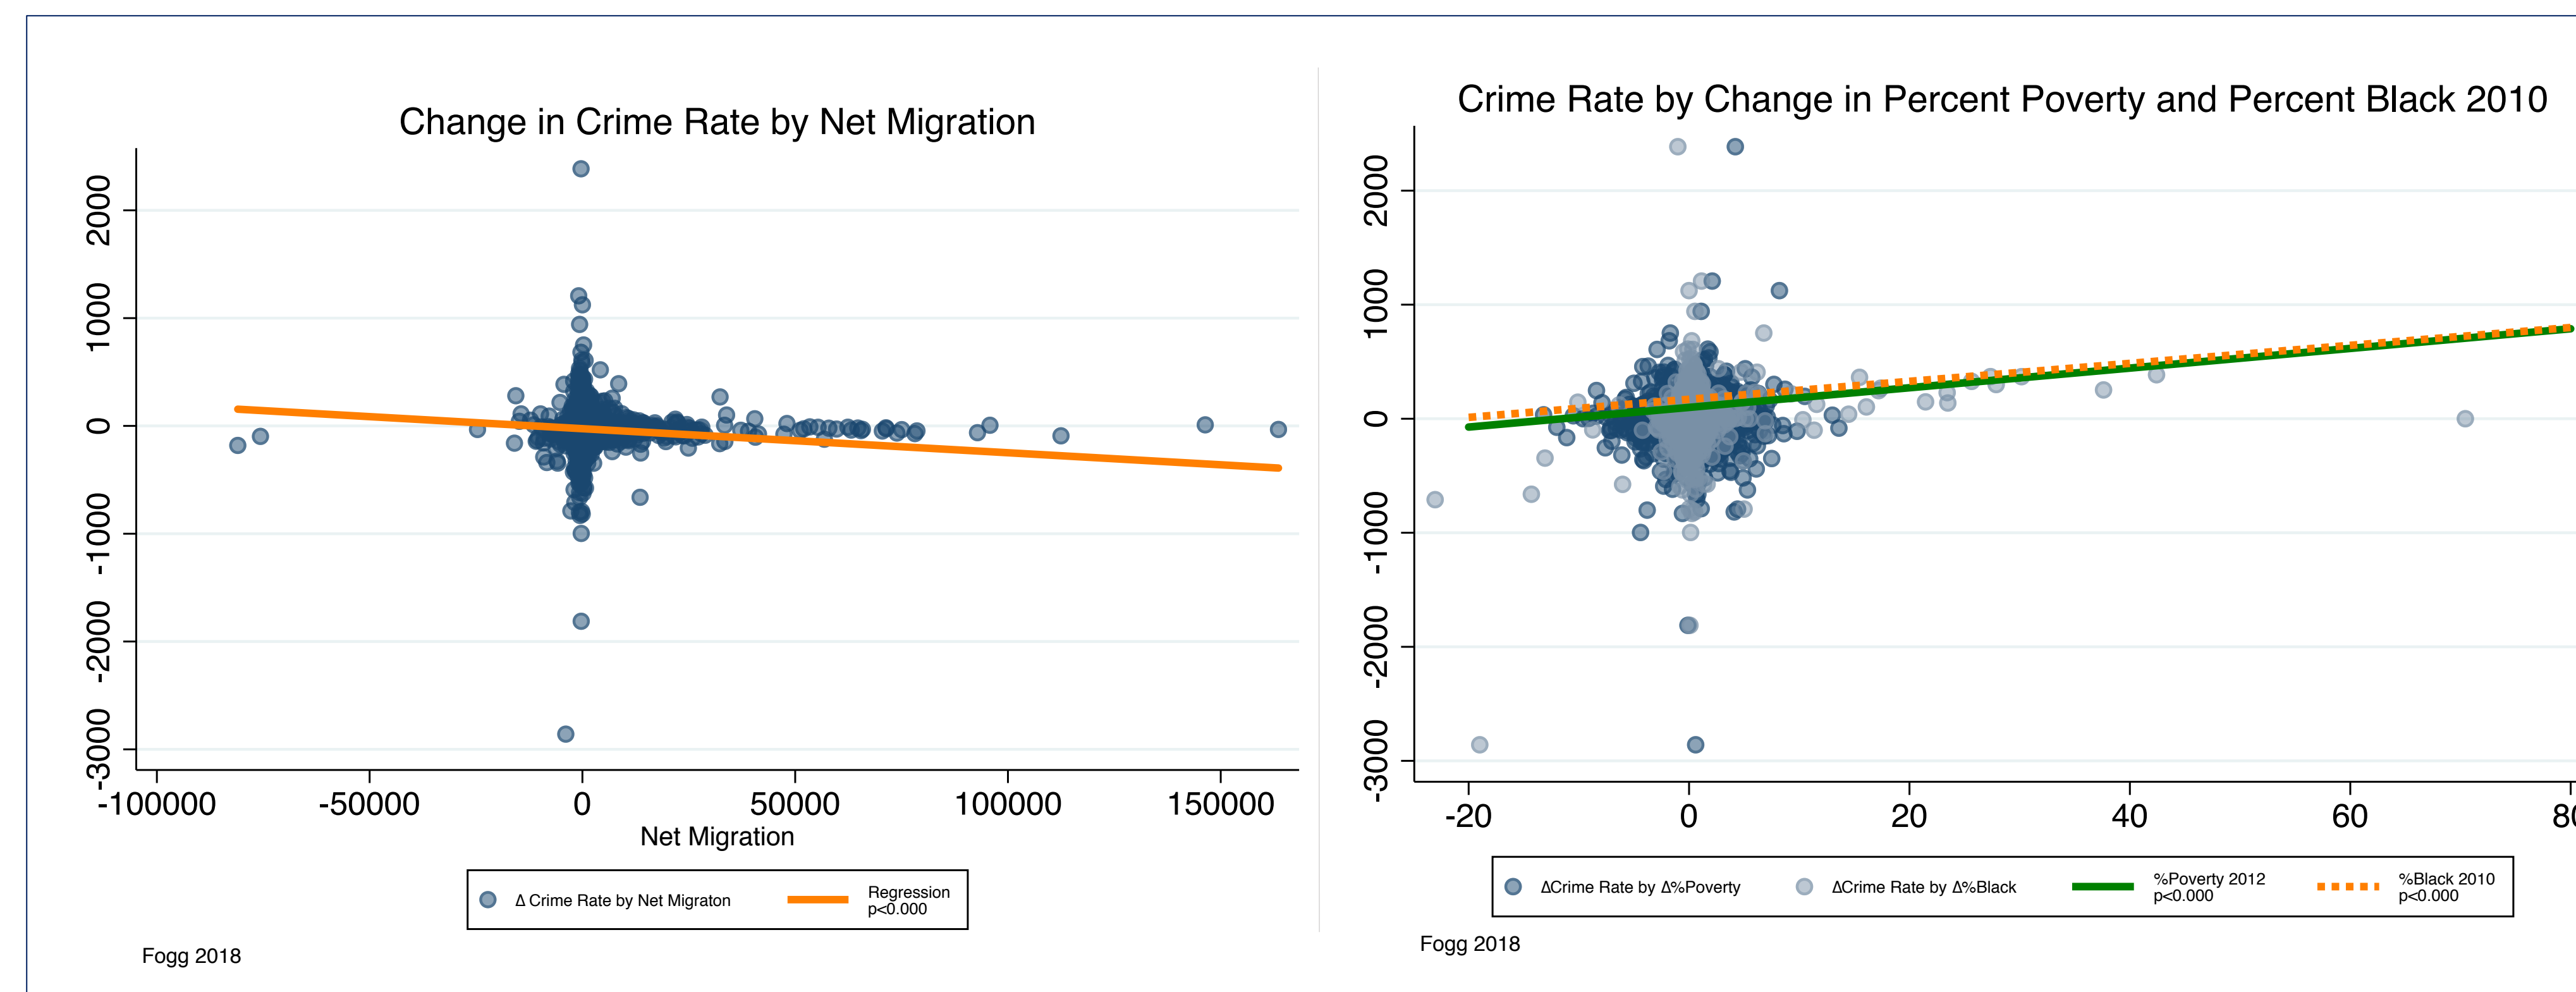 Change in Crime Rate by Net Migration
2000
1000
0
-1000
-2000
-3000
-100000 -50000 0 50000 100000 150000
Net Migration
Δ Crime Rate by Net Migraton
Regression
p<0.000
Fogg 2018
Crime Rate by Change in Percent Poverty and Percent Black 2010
2000
1000
0
-1000
-2000
-3000
-20 0 20 40 60 80
ΔCrime Rate by Δ%Poverty
ΔCrime Rate by Δ%Black
%Poverty 2012
p<0.000
%Black 2010
p<0.000
Fogg 2018